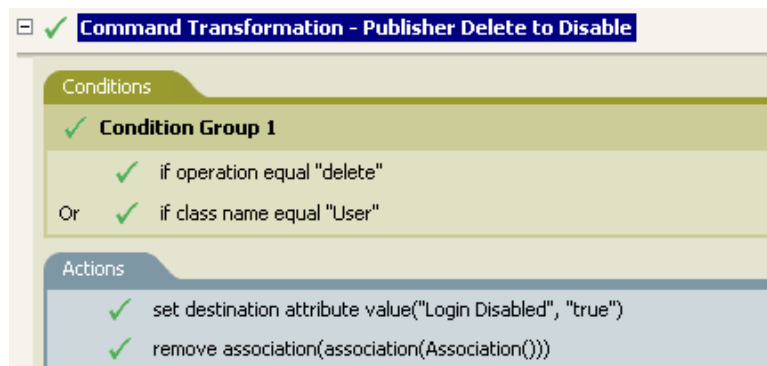 Command Transformation - Publisher Delete to Disable
Conditions
Condition Group 1
if operation equal "delete"
Or if class name equal "User"
Actions
set destination attribute value("Login Disabled", "true")
remove association(association(Association()))